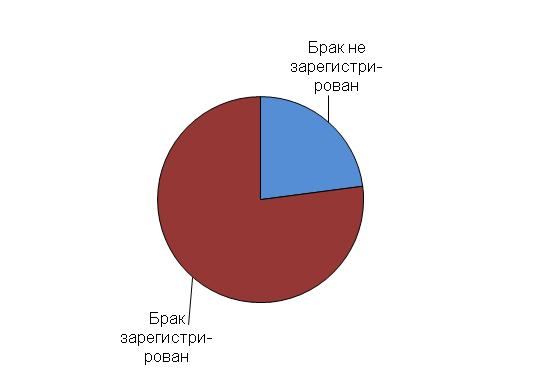 Брак не
зарегистри-
рован
Брак
зарегистри-
рован